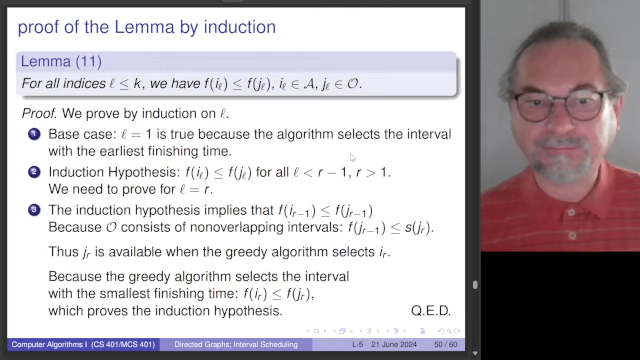 proof of the Lemma by induction
Lemma (11)
For all indices ℓ ≤ k, we have f(iℓ) ≤ f(jℓ), iℓ ∈ A, jℓ ∈ O.
Proof. We prove by induction on ℓ.
1 Base case: ℓ = 1 is true because the algorithm selects the interval
with the earliest finishing time.
2 Induction Hypothesis: f(iℓ) ≤ f(jℓ) for all ℓ < r − 1, r > 1.
We need to prove for ℓ = r.
3 The induction hypothesis implies that f(ir−1) ≤ f(jr−1)
Because O consists of nonoverlapping intervals: f(jr−1) ≤ s(jr).
Thus jr is available when the greedy algorithm selects ir.
Because the greedy algorithm selects the interval
with the smallest finishing time: f(ir) ≤ f(jr),
which proves the induction hypothesis. Q.E.D.
Computer Algorithms I (CS 401/MCS 401) Directed Graphs; Interval Scheduling L-5 21 June 2024 50 / 60